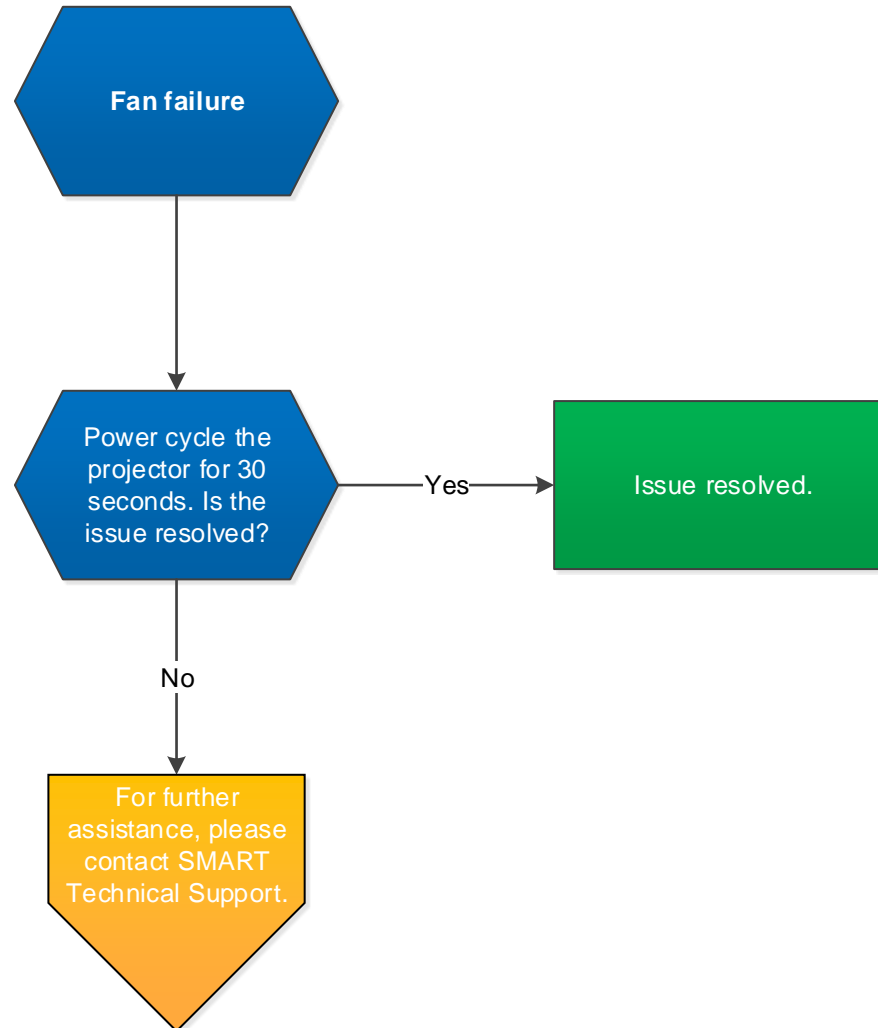 Fan failure
Power cycle the
projector for 30
seconds. Is the
issue resolved?
Yes
Issue resolved.
No
For further
assistance, please
contact SMART
Technical Support.